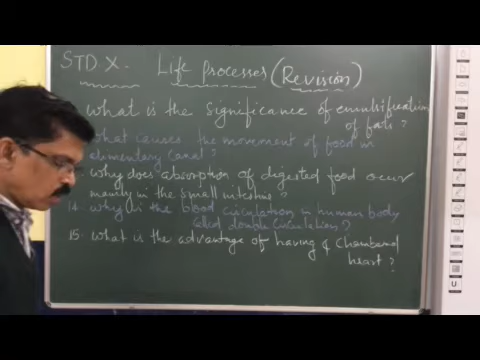 STD.X. Life Processes (Revision)
What is the significance of emulsification
of fats?
What causes the movement of food in
alimentary canal?
Why does absorption of digested food occur
mainly in the small intestine?
14. Why is the blood circulation in human body
called double circulation?
15. What is the advantage of having 4 chambered
heart?
U